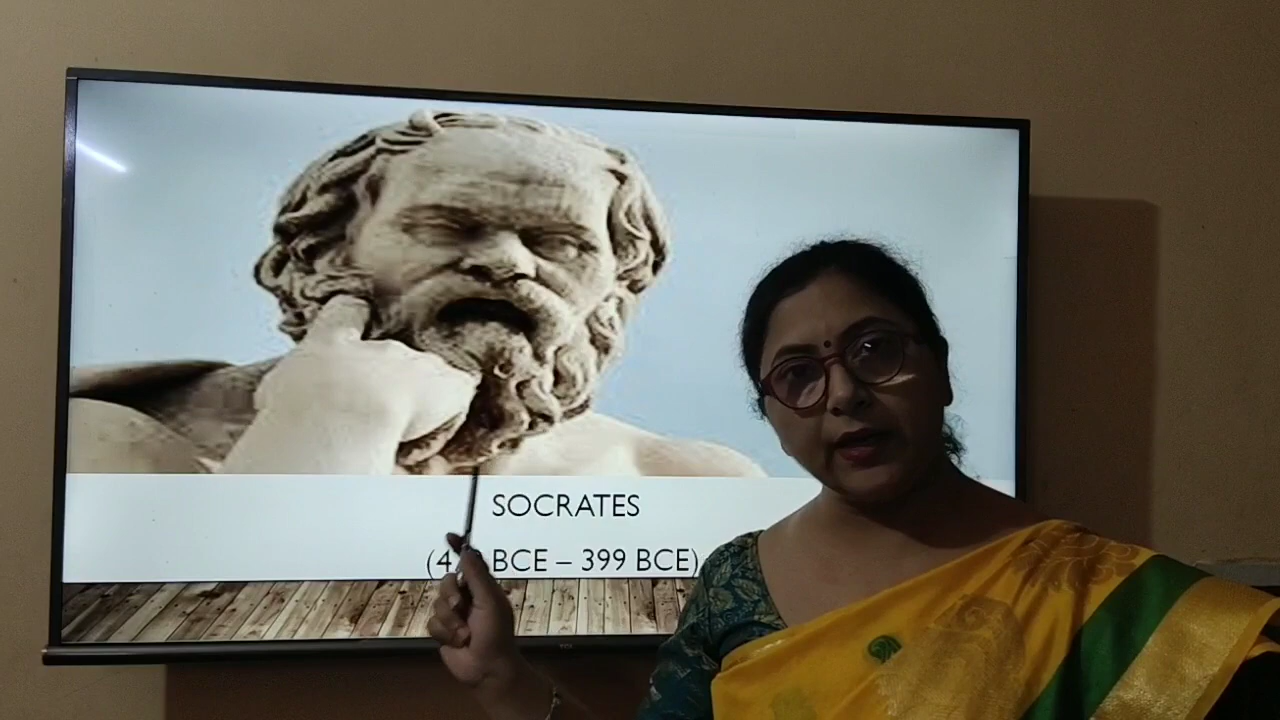 SOCRATES
BCE – 399 BCE)